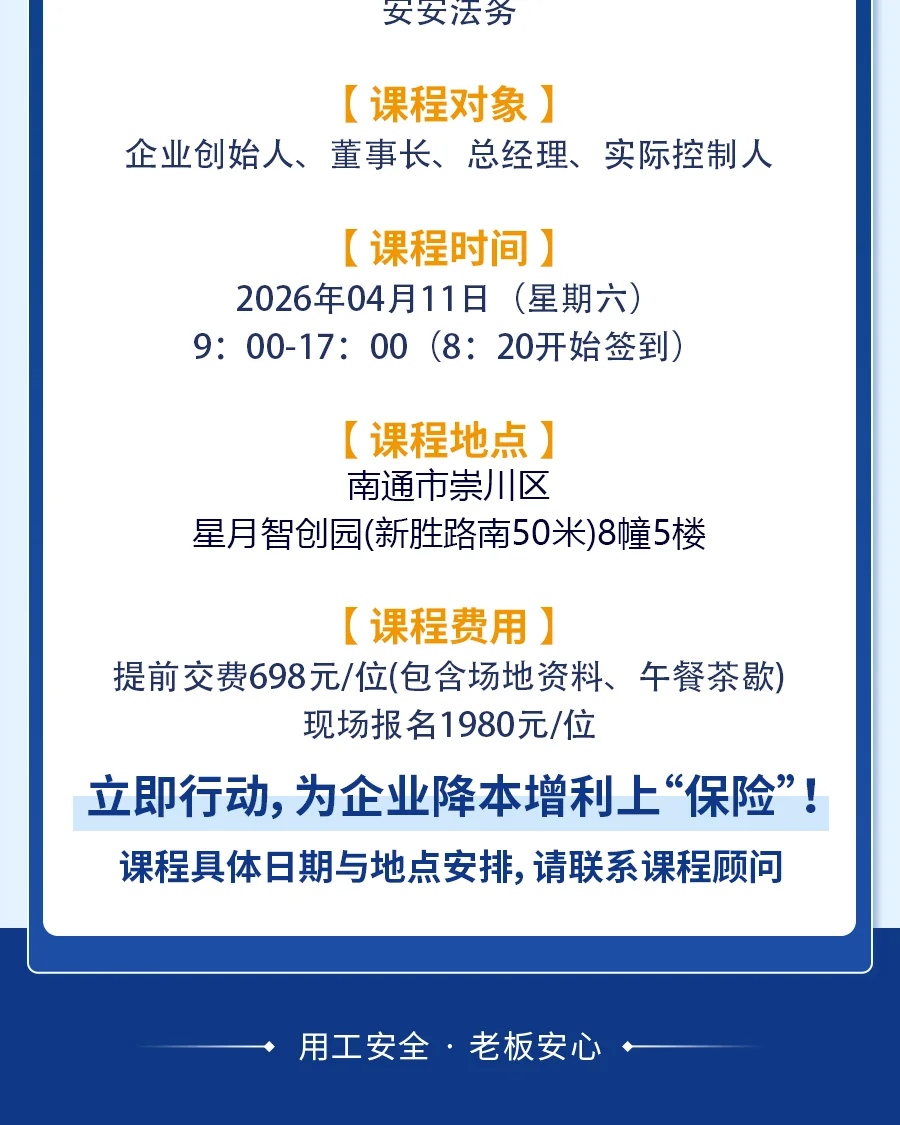 安安法务
【 课程对象 】
企业创始人、董事长、总经理、实际控制人
【 课程时间 】
2026年04月11日（星期六）
9：00-17：00（8：20开始签到）
【 课程地点 】
南通市崇川区
星月智创园(新胜路南50米)8幢5楼
【 课程费用 】
提前交费698元/位(包含场地资料、午餐茶歇)
现场报名1980元/位
立即行动，为企业降本增利上“保险”！
课程具体日期与地点安排，请联系课程顾问
用工安全 · 老板安心